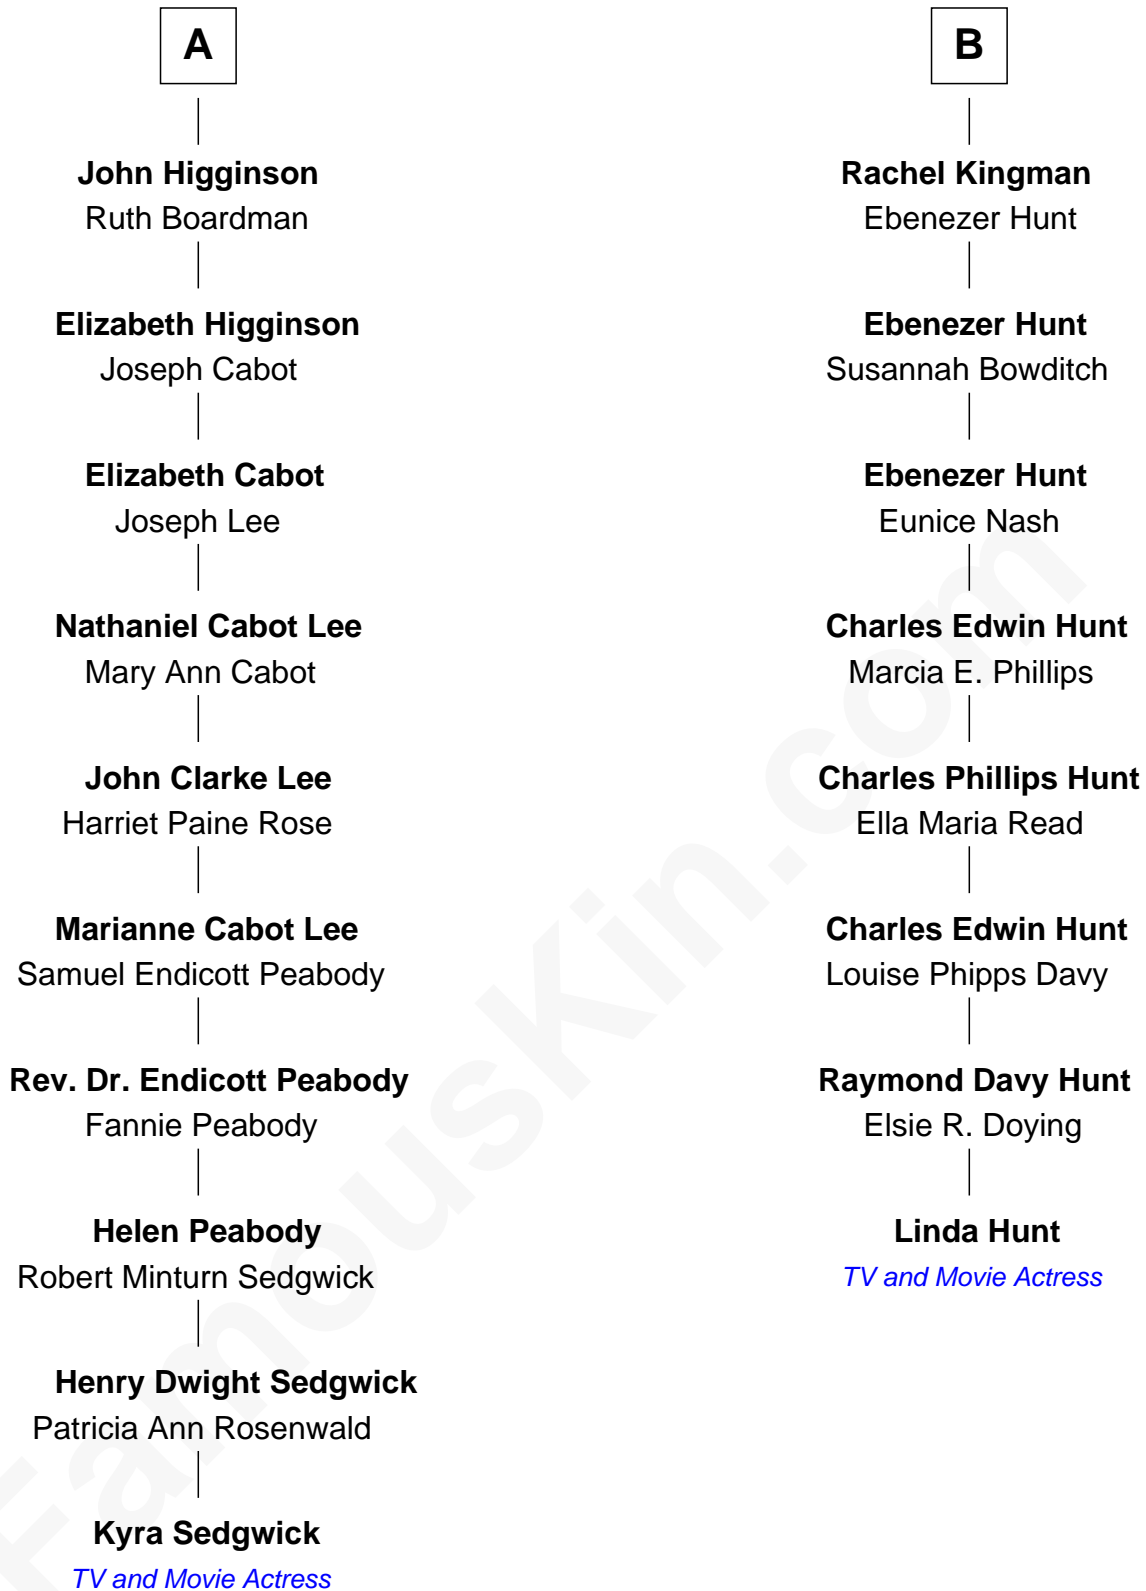 A
John Higginson
Ruth Boardman
Elizabeth Higginson
Joseph Cabot
Elizabeth Cabot
Joseph Lee
Nathaniel Cabot Lee
Mary Ann Cabot
John Clarke Lee
Harriet Paine Rose
Marianne Cabot Lee
Samuel Endicott Peabody
Rev. Dr. Endicott Peabody
Fannie Peabody
Helen Peabody
Robert Minturn Sedgwick
Henry Dwight Sedgwick
Patricia Ann Rosenwald
Kyra Sedgwick
TV and Movie Actress
B
Rachel Kingman
Ebenezer Hunt
Ebenezer Hunt
Susannah Bowditch
Ebenezer Hunt
Eunice Nash
Charles Edwin Hunt
Marcia E. Phillips
Charles Phillips Hunt
Ella Maria Read
Charles Edwin Hunt
Louise Phipps Davy
Raymond Davy Hunt
Elsie R. Doying
Linda Hunt
TV and Movie Actress
FamousKin.com